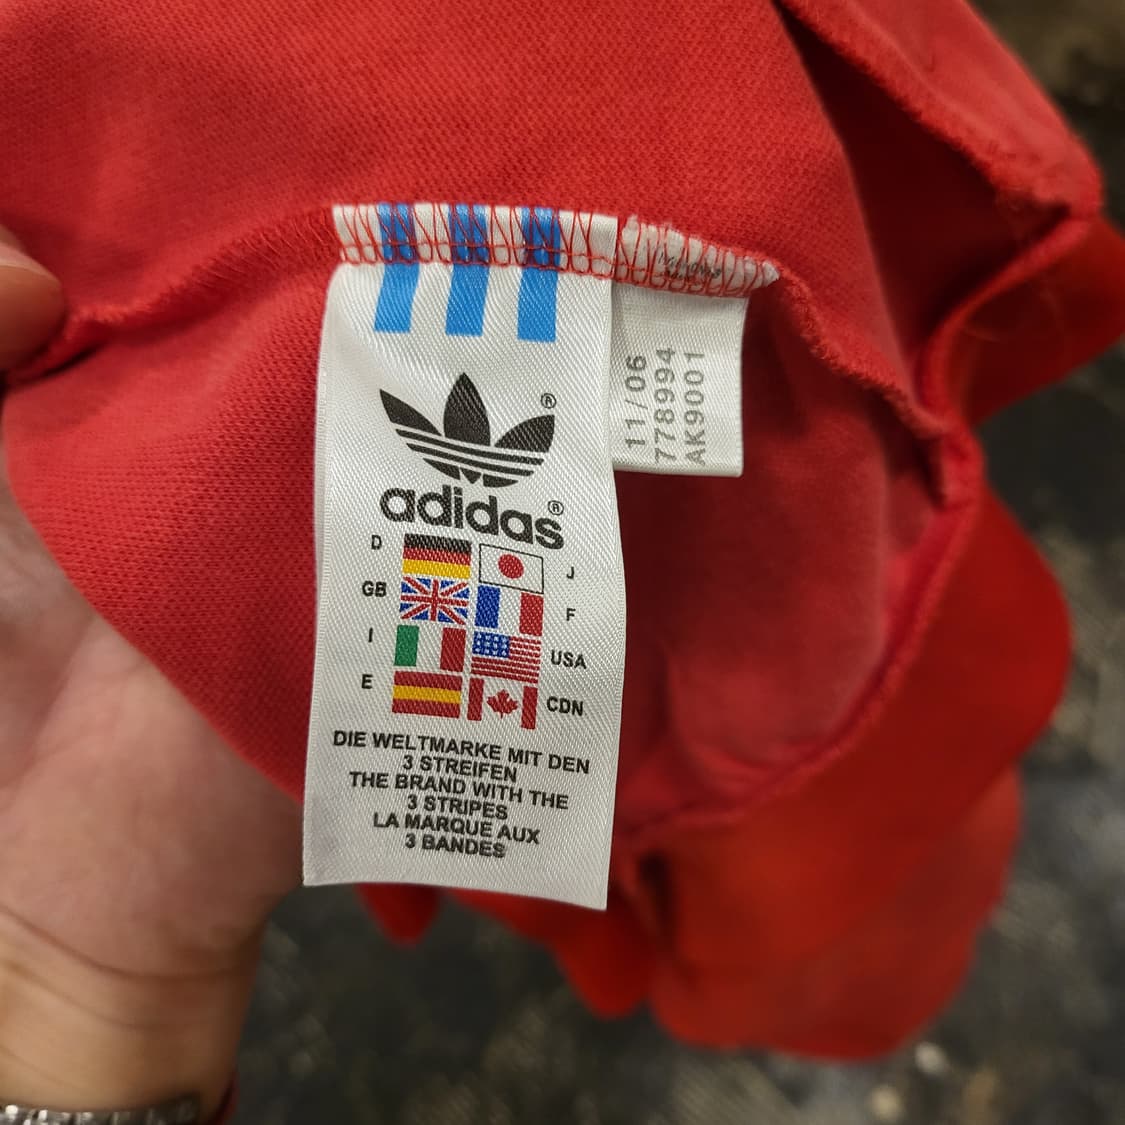 ®
adidas®
D
J
GB
F
I
USA
E
CDN
DIE WELTMARKE MIT DEN
3 STREIFEN
THE BRAND WITH THE
3 STRIPES
LA MARQUE AUX
3 BANDES
11/06
778994
AK9001